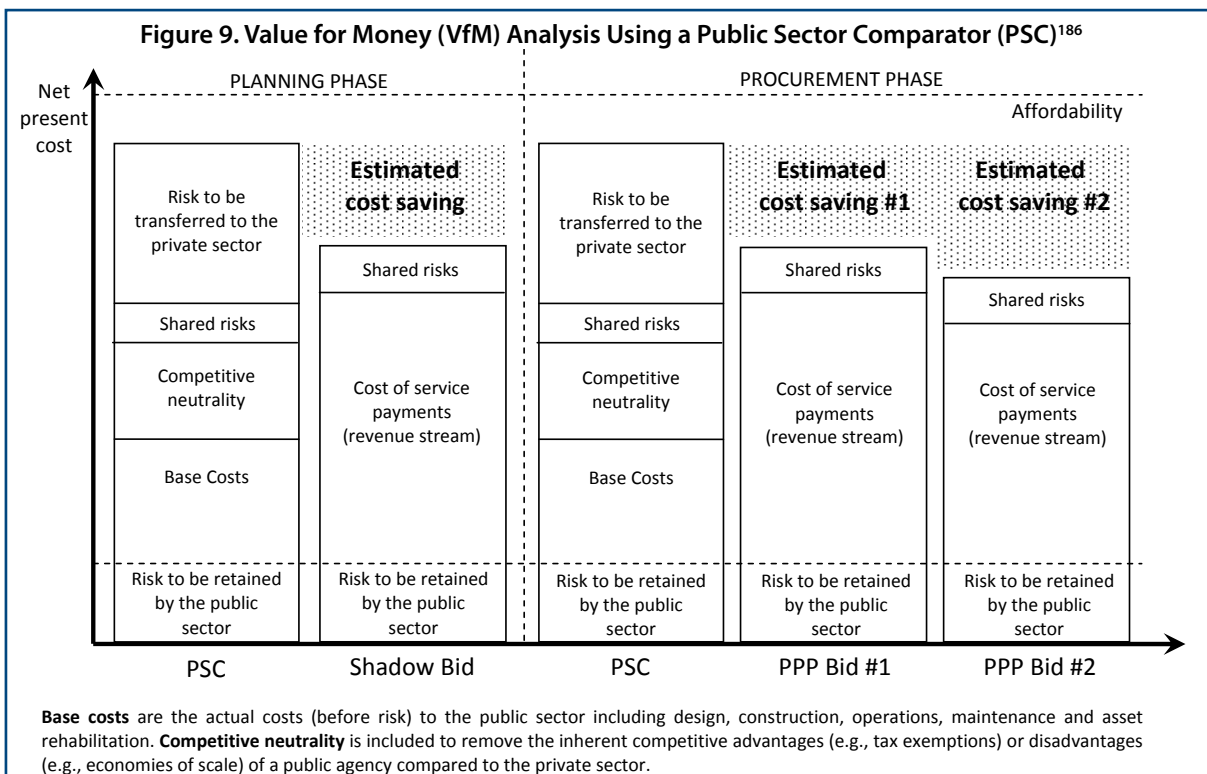 Figure 9. Value for Money (VfM) Analysis Using a Public Sector Comparator (PSC)¹⁸⁶
Net
present
cost
PLANNING PHASE
PROCUREMENT PHASE
Affordability
Risk to be
transferred to the
private sector
Shared risks
Competitive
neutrality
Base Costs
Risk to be retained
by the public
sector
PSC
Estimated
cost saving
Shared risks
Cost of service
payments
(revenue stream)
Risk to be retained
by the public
sector
Shadow Bid
Risk to be
transferred to the
private sector
Shared risks
Competitive
neutrality
Base Costs
Risk to be retained
by the public
sector
PSC
Estimated
cost saving #1
Shared risks
Cost of service
payments
(revenue stream)
Risk to be retained
by the public
sector
PPP Bid #1
Estimated
cost saving #2
Shared risks
Cost of service
payments
(revenue stream)
Risk to be retained
by the public
sector
PPP Bid #2
Base costs are the actual costs (before risk) to the public sector including design, construction, operations, maintenance and asset
rehabilitation. Competitive neutrality is included to remove the inherent competitive advantages (e.g., tax exemptions) or disadvantages
(e.g., economies of scale) of a public agency compared to the private sector.